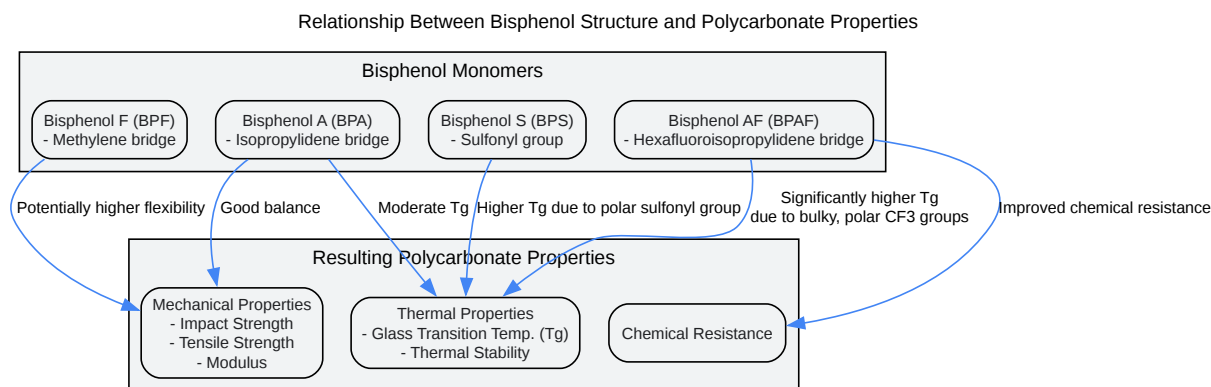 Relationship Between Bisphenol Structure and Polycarbonate Properties
Bisphenol Monomers
Bisphenol F (BPF)
- Methylene bridge
Bisphenol A (BPA)
- Isopropylidene bridge
Bisphenol S (BPS)
- Sulfonyl group
Bisphenol AF (BPAF)
- Hexafluoroisopropylidene bridge
Potentially higher flexibility
Good balance
Moderate Tg
Higher Tg due to polar sulfonyl group
Significantly higher Tg
due to bulky, polar CF3 groups
Improved chemical resistance
Resulting Polycarbonate Properties
Mechanical Properties
- Impact Strength
- Tensile Strength
- Modulus
Thermal Properties
- Glass Transition Temp. (Tg)
- Thermal Stability
Chemical Resistance